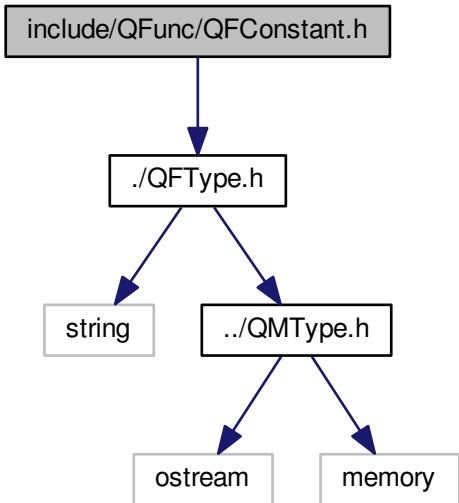 include/QFunc/QFConstant.h
./QFType.h
string
../QMType.h
ostream
memory